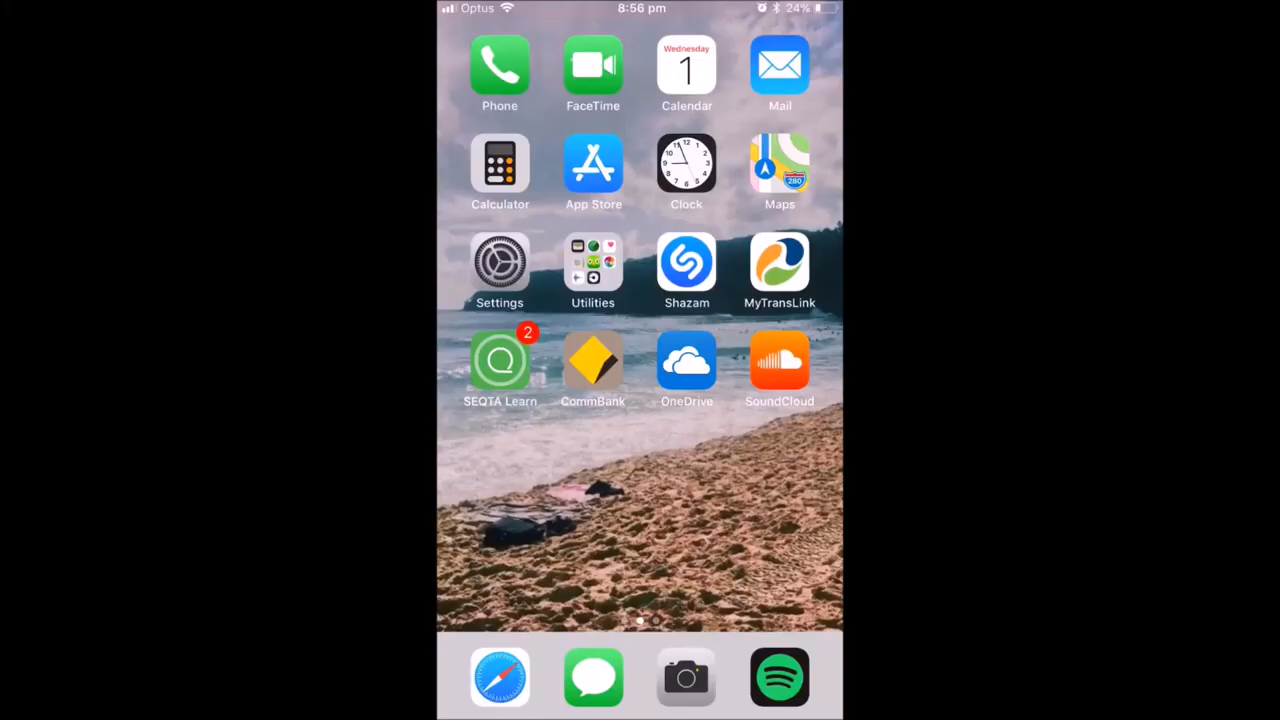 Optus 8:56 pm 24%
Wednesday
1
Phone FaceTime Calendar Mail
280
Calculator App Store Clock Maps
Settings Utilities Shazam MyTransLink
2
SEQTA Learn CommBank OneDrive SoundCloud